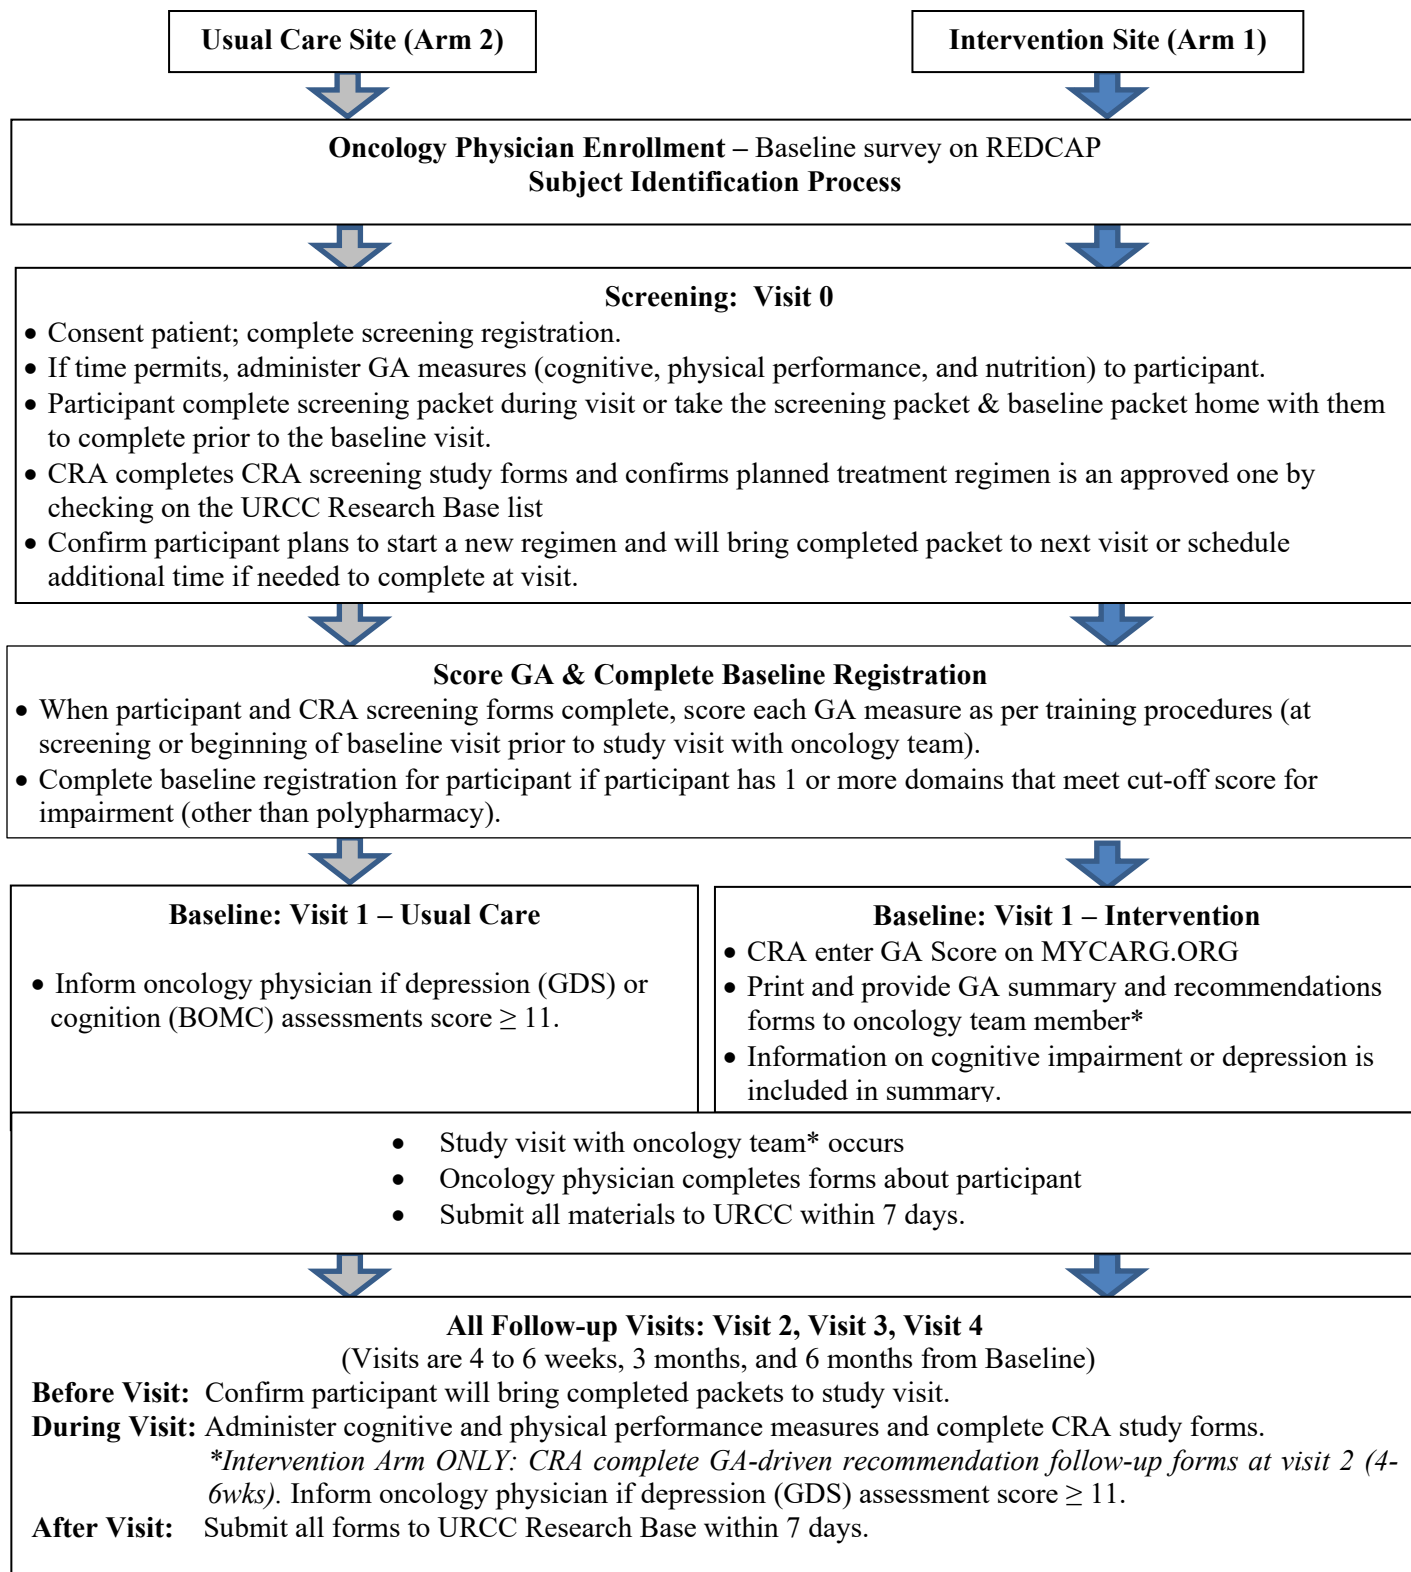 Usual Care Site (Arm 2)
Intervention Site (Arm 1)
Oncology Physician Enrollment – Baseline survey on REDCAP
Subject Identification Process
Screening: Visit 0
• Consent patient; complete screening registration.
• If time permits, administer GA measures (cognitive, physical performance, and nutrition) to participant.
• Participant complete screening packet during visit or take the screening packet & baseline packet home with them
to complete prior to the baseline visit.
• CRA completes CRA screening study forms and confirms planned treatment regimen is an approved one by
checking on the URCC Research Base list
• Confirm participant plans to start a new regimen and will bring completed packet to next visit or schedule
additional time if needed to complete at visit.
Score GA & Complete Baseline Registration
• When participant and CRA screening forms complete, score each GA measure as per training procedures (at
screening or beginning of baseline visit prior to study visit with oncology team).
• Complete baseline registration for participant if participant has 1 or more domains that meet cut-off score for
impairment (other than polypharmacy).
Baseline: Visit 1 – Usual Care
• Inform oncology physician if depression (GDS) or
cognition (BOMC) assessments score ≥ 11.
Baseline: Visit 1 – Intervention
• CRA enter GA Score on MYCARG.ORG
• Print and provide GA summary and recommendations
forms to oncology team member*
• Information on cognitive impairment or depression is
included in summary.
• Study visit with oncology team* occurs
• Oncology physician completes forms about participant
• Submit all materials to URCC within 7 days.
All Follow-up Visits: Visit 2, Visit 3, Visit 4
(Visits are 4 to 6 weeks, 3 months, and 6 months from Baseline)
Before Visit: Confirm participant will bring completed packets to study visit.
During Visit: Administer cognitive and physical performance measures and complete CRA study forms.
*Intervention Arm ONLY: CRA complete GA-driven recommendation follow-up forms at visit 2 (4-
6wks). Inform oncology physician if depression (GDS) assessment score ≥ 11.
After Visit: Submit all forms to URCC Research Base within 7 days.